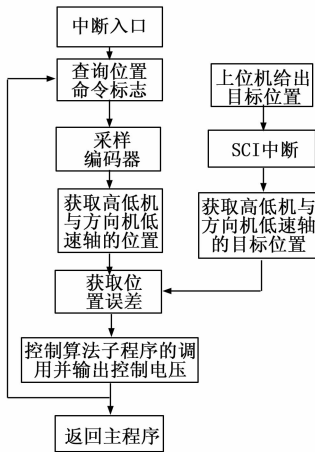 中断入口
查询位置
命令标志
采样
编码器
获取高低机
与方向机低
速轴的位置
上位机给出
目标位置
SCI中断
获取高低机与
方向机低速轴
的目标位置
获取位
置误差
控制算法子程序的调
用并输出控制电压
返回主程序